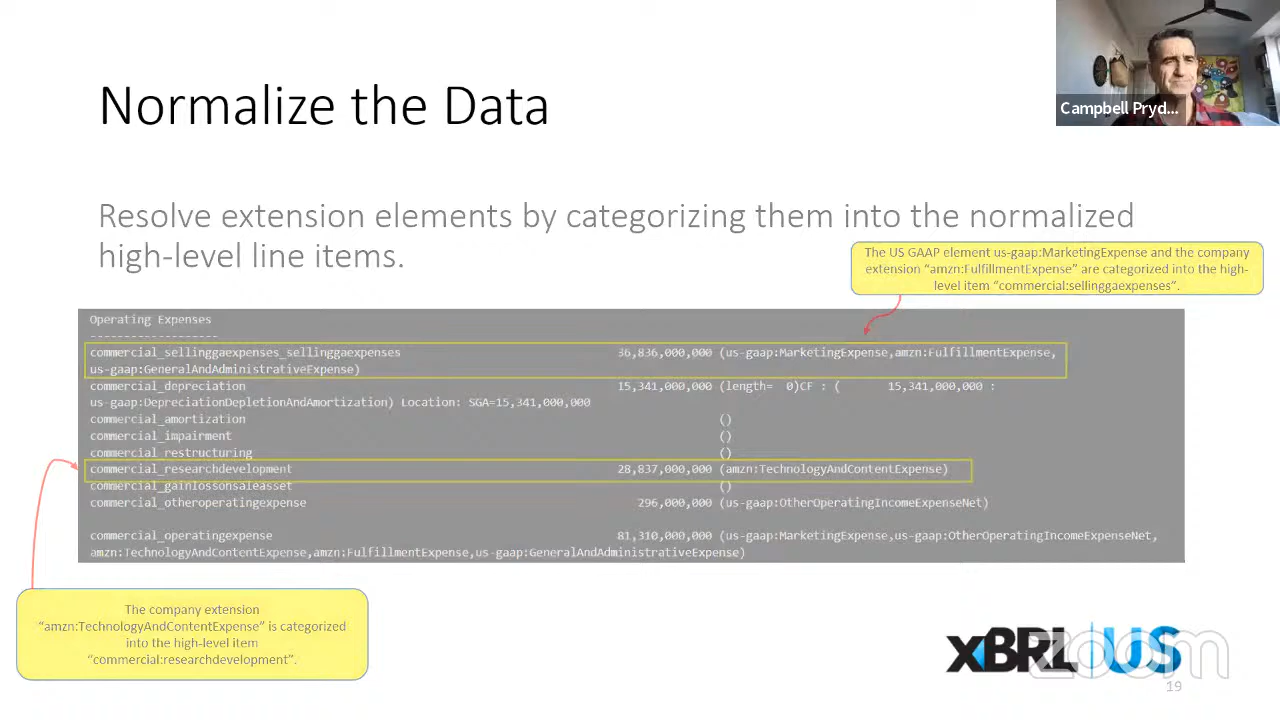 Campbell Pryd...
Normalize the Data
Resolve extension elements by categorizing them into the normalized
high-level line items.
The US GAAP element us-gaap:MarketingExpense and the company
extension “amzn:FulfillmentExpense” are categorized into the high-
level item “commercial:sellinggaexpenses”.
Operating Expenses
-------------------
commercial_sellinggaexpenses_sellinggaexpenses 36,836,000,000 (us-gaap:MarketingExpense,amzn:FulfillmentExpense,
us-gaap:GeneralAndAdministrativeExpense)
commercial_depreciation 15,341,000,000 (length= 0)CF : ( 15,341,000,000 :
us-gaap:DepreciationDepletionAndAmortization) Location: SGA=15,341,000,000
commercial_amortization ()
commercial_impairment ()
commercial_restructuring ()
commercial_researchdevelopment 28,837,000,000 (amzn:TechnologyAndContentExpense)
commercial_gainlossonsaleasset ()
commercial_otheroperatingexpense 296,000,000 (us-gaap:OtherOperatingIncomeExpenseNet)
commercial_operatingexpense 81,310,000,000 (us-gaap:MarketingExpense,us-gaap:OtherOperatingIncomeExpenseNet,
amzn:TechnologyAndContentExpense,amzn:FulfillmentExpense,us-gaap:GeneralAndAdministrativeExpense)
The company extension
“amzn:TechnologyAndContentExpense” is categorized
into the high-level item
“commercial:researchdevelopment”.
XBRL US
zoom
19